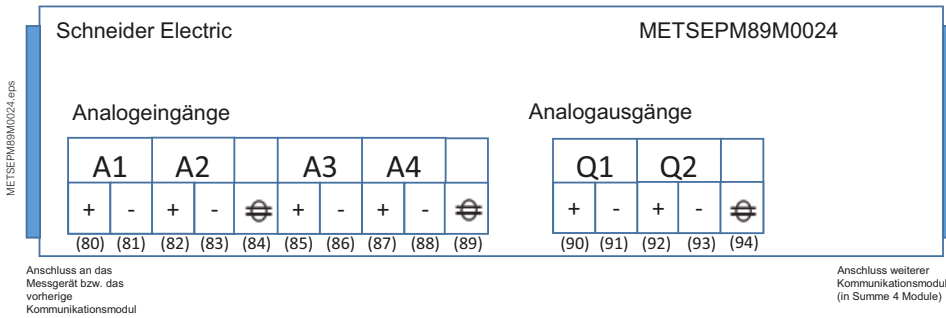 Schneider Electric METSEPM89M0024
METSEPM89M0024.eps
Analogeingänge Analogausgänge
A1 A2 A3 A4 Q1 Q2
+ - + - + - + - + - + -
(80) (81) (82) (83) (84) (85) (86) (87) (88) (89) (90) (91) (92) (93) (94)
Anschluss an das
Messgerät bzw. das
vorherige
Kommunikationsmodul
Anschluss weiterer
Kommunikationsmodul
(in Summe 4 Module)